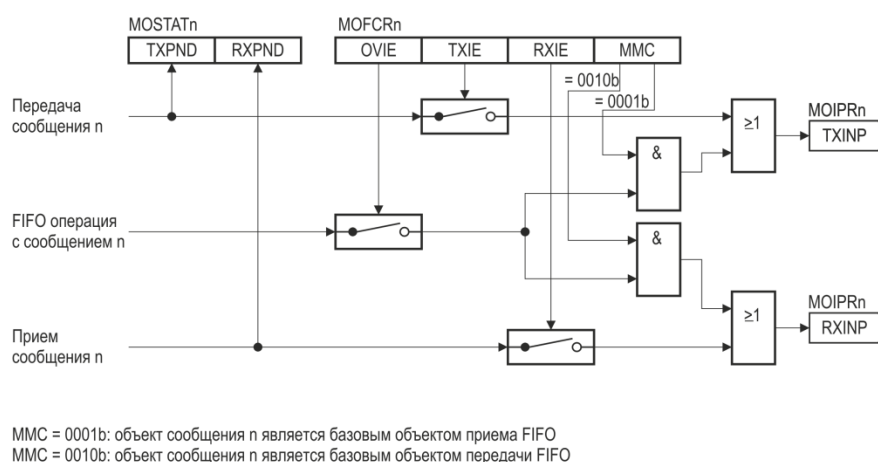 MOSTATn
MOFCRn
TXPND RXPND
OVIE TXIE RXIE MMC
= 0010b
= 0001b
Передача
сообщения n
&
≥1
MOIPRn
TXINP
FIFO операция
с сообщением n
&
Прием
сообщения n
≥1
MOIPRn
RXINP
MMC = 0001b: объект сообщения n является базовым объектом приема FIFO
MMC = 0010b: объект сообщения n является базовым объектом передачи FIFO